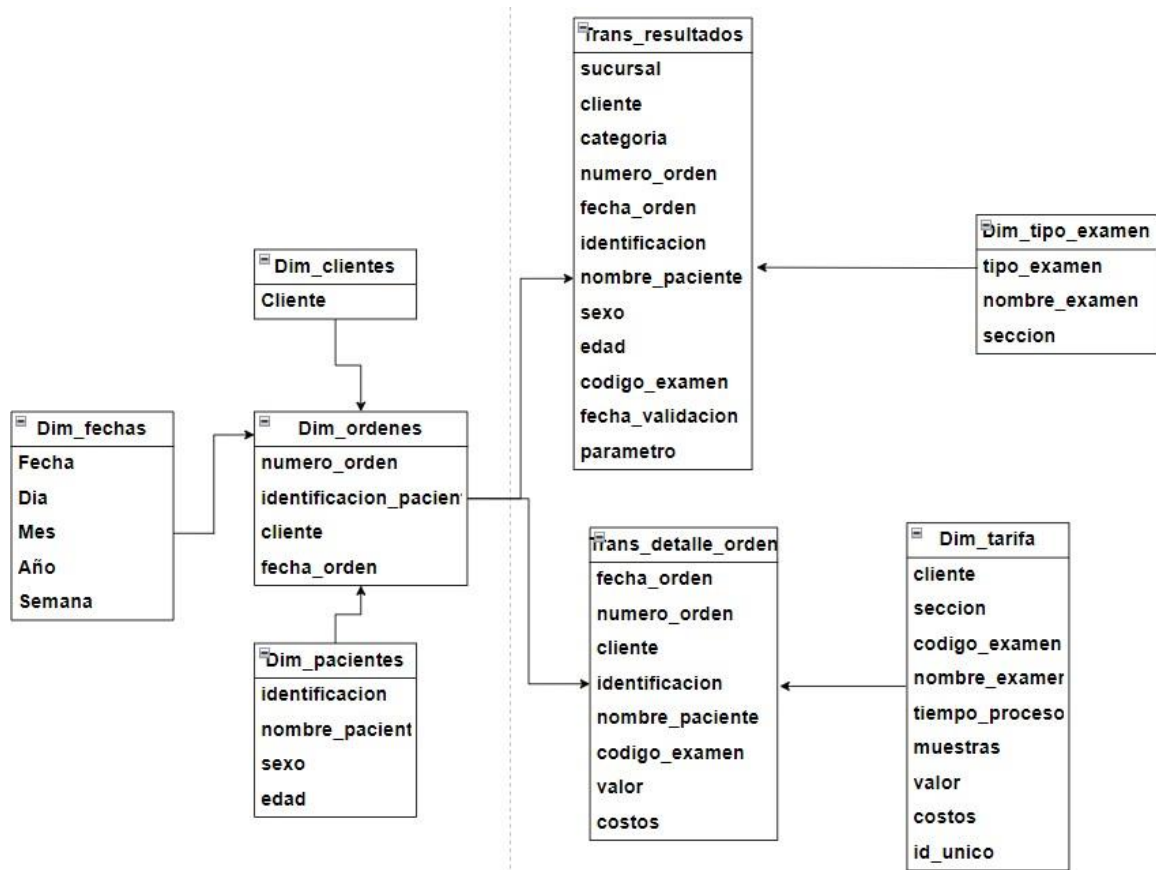 Trans_resultados
sucursal
cliente
categoria
numero_orden
fecha_orden
identificacion
nombre_paciente
sexo
edad
codigo_examen
fecha_validacion
parametro
Dim_tipo_examen
tipo_examen
nombre_examen
seccion
Dim_clientes
Cliente
Dim_fechas
Fecha
Dia
Mes
Año
Semana
Dim_ordenes
numero_orden
identificacion_pacient
cliente
fecha_orden
Dim_pacientes
identificacion
nombre_pacient
sexo
edad
Trans_detalle_orden
fecha_orden
numero_orden
cliente
identificacion
nombre_paciente
codigo_examen
valor
costos
Dim_tarifa
cliente
seccion
codigo_examen
nombre_examen
tiempo_proceso
muestras
valor
costos
id_unico